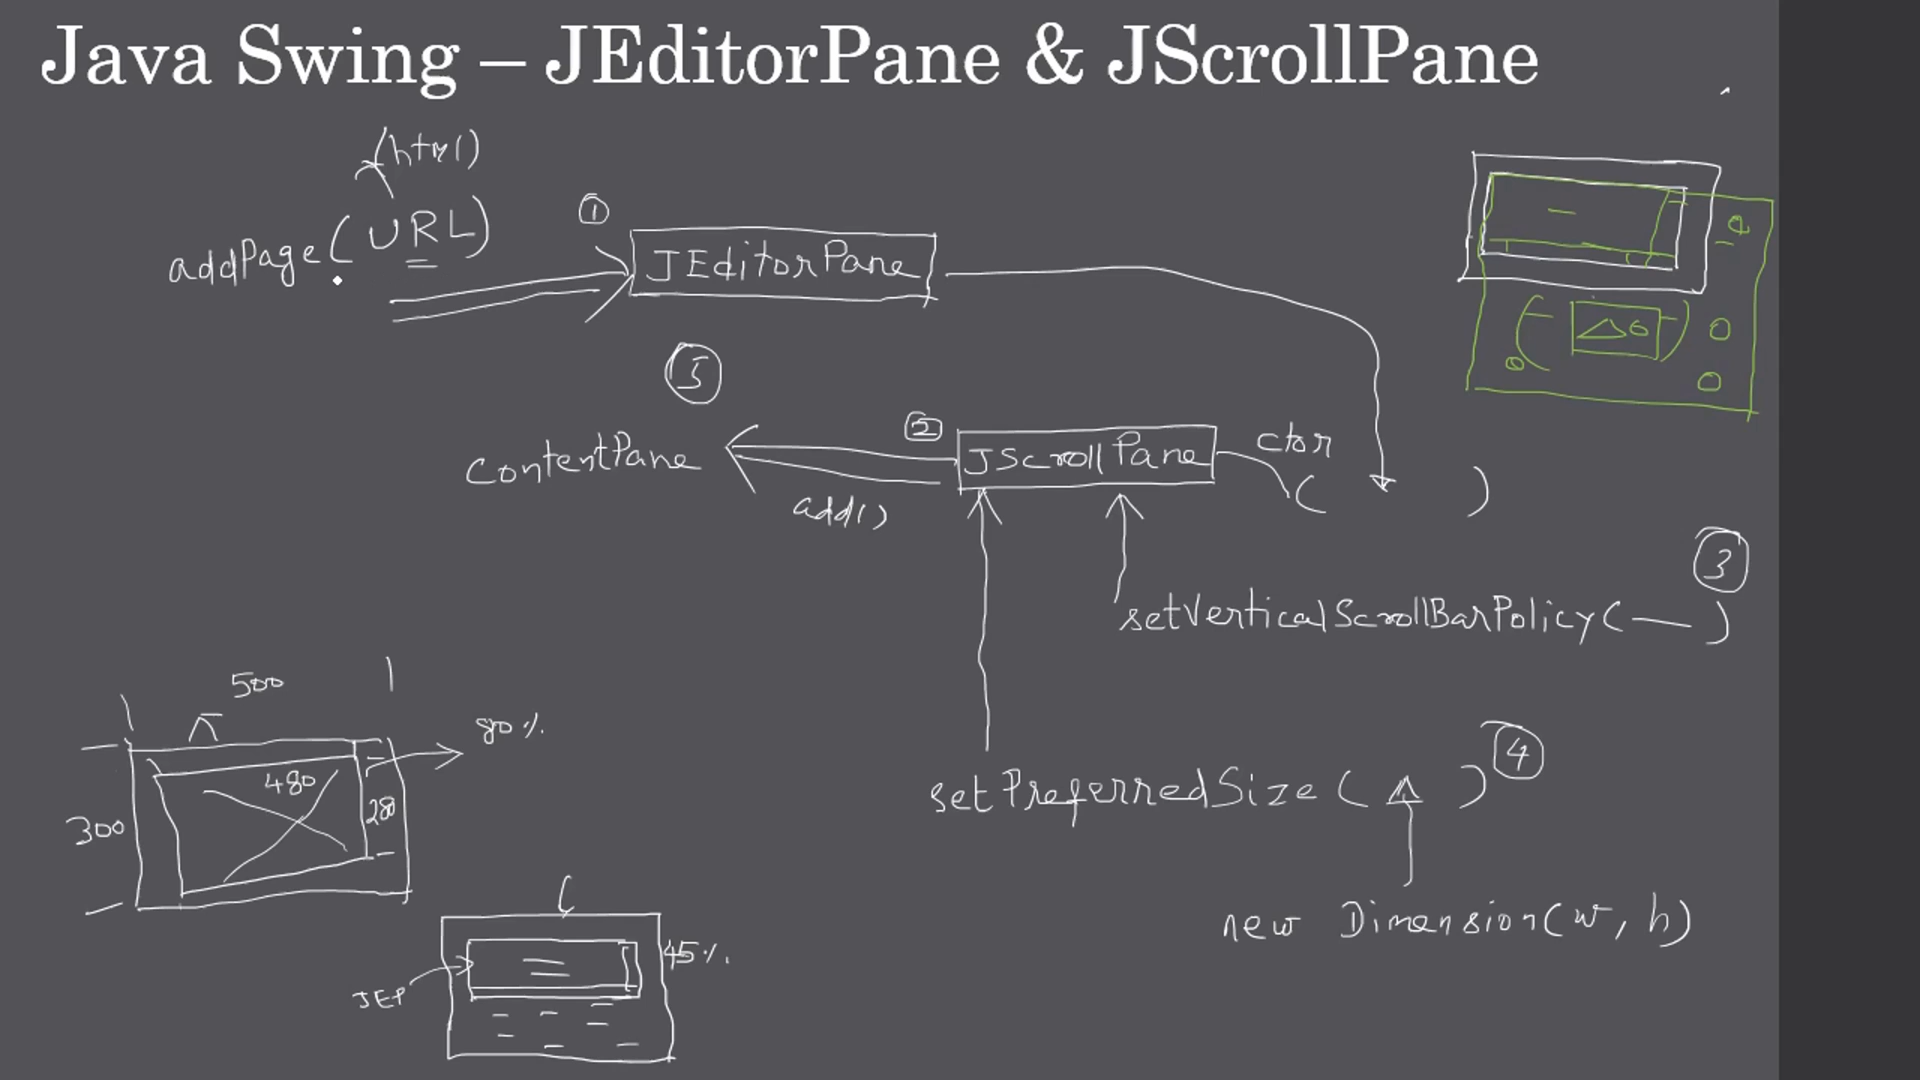 Java Swing – JEditorPane & JScrollPane
(html)
addPage(URL)
1
JEditorPane
5
ContentPane
add()
2
JScrollPane
ctor
( )
3
setVerticalScrollBarPolicy( — )
setPreferredSize( )
4
new Dimension(w, h)
500
80%
480
280
300
45%
JEP